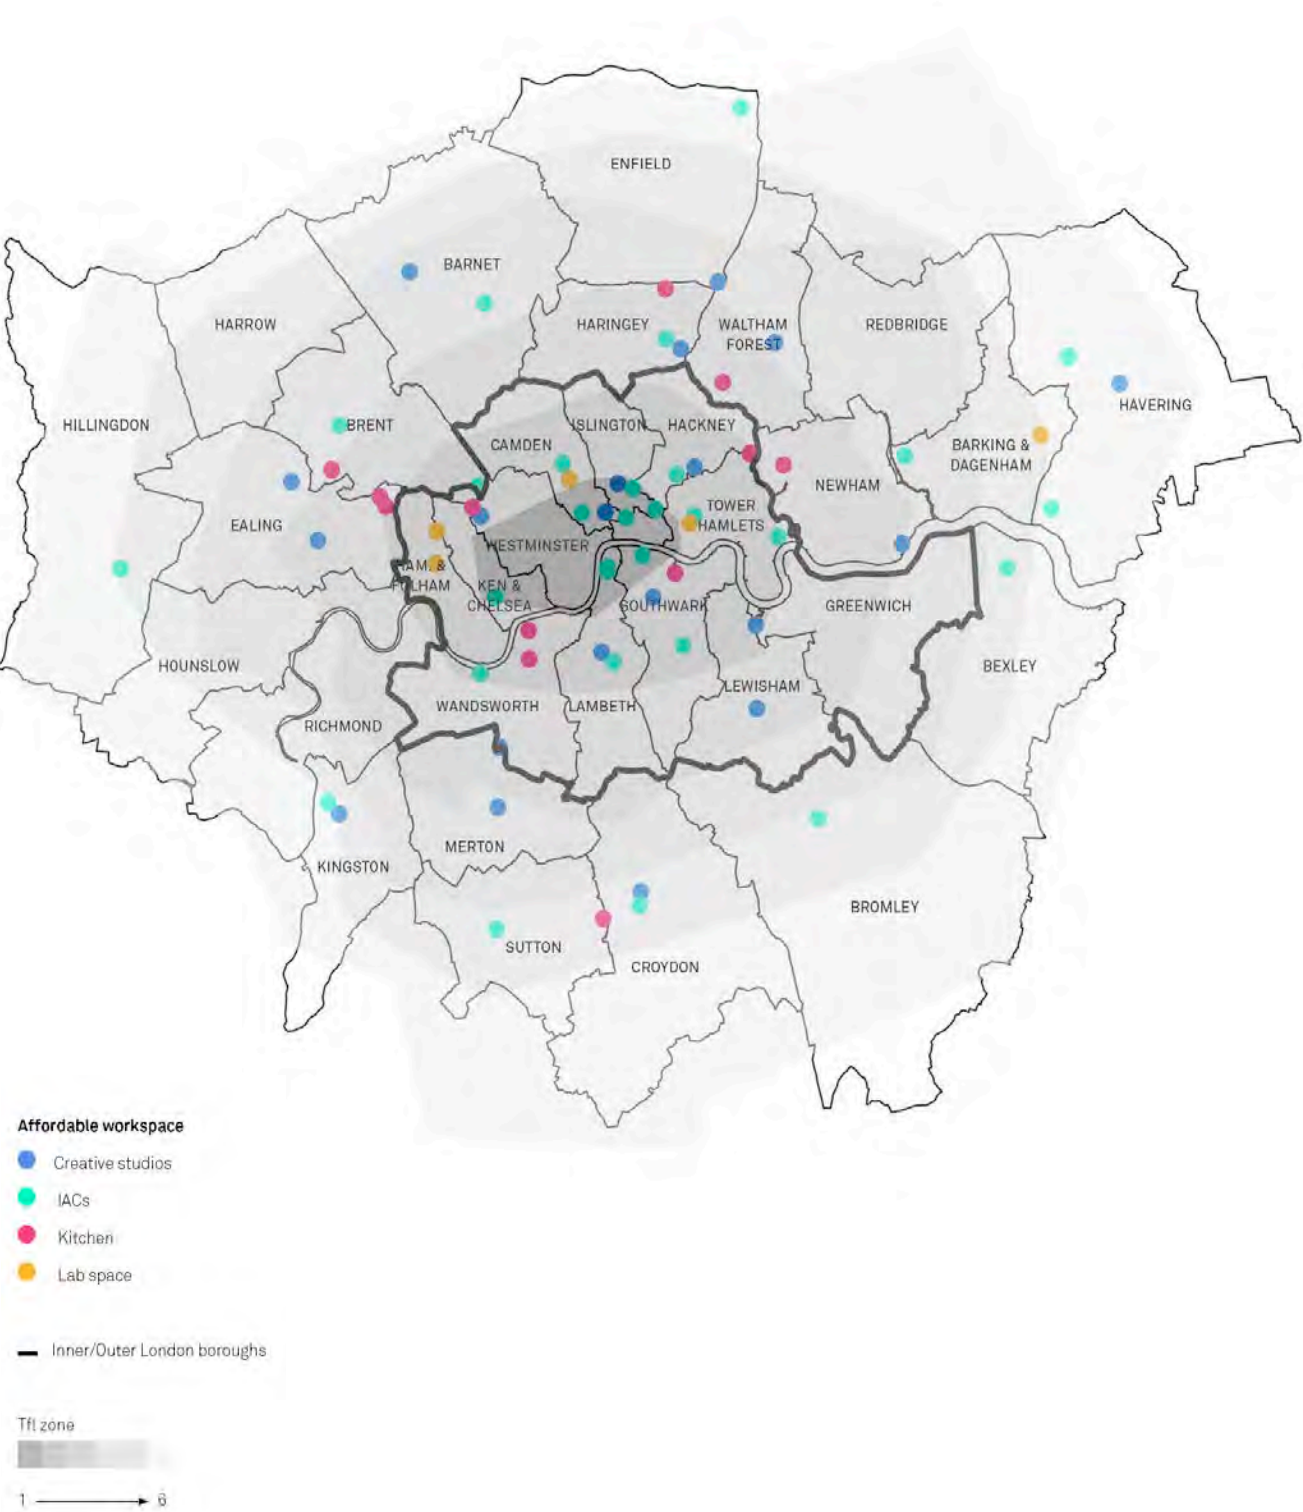 ENFIELD
BARNET
HARROW
HARINGEY
WALTHAM
FOREST
REDBRIDGE
HILLINGDON
BRENT
CAMDEN
ISLINGTON
HACKNEY
HAVERING
BARKING &
DAGENHAM
EALING
NEWHAM
TOWER
HAMLETS
WESTMINSTER
HAM. &
FULHAM
KEN &
CHELSEA
SOUTHWARK
GREENWICH
HOUNSLOW
BEXLEY
RICHMOND
WANDSWORTH
LAMBETH
LEWISHAM
KINGSTON
MERTON
SUTTON
CROYDON
BROMLEY
Affordable workspace
Creative studios
IACs
Kitchen
Lab space
Inner/Outer London boroughs
Tfl zone
1
6